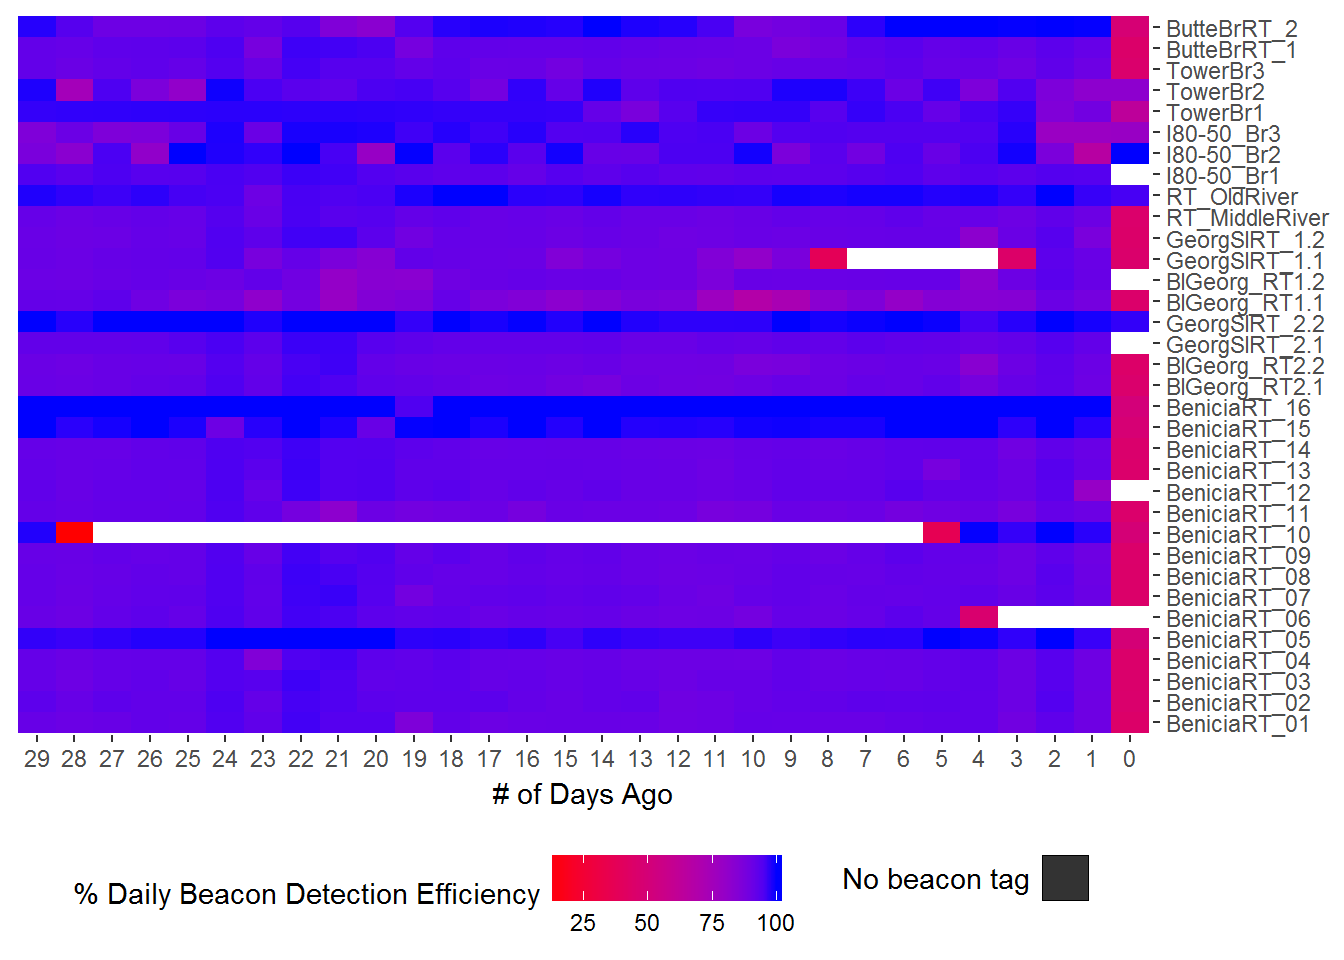 ButteBrRT_2
ButteBrRT_1
TowerBr3
TowerBr2
TowerBr1
I80-50_Br3
I80-50_Br2
I80-50_Br1
RT_OldRiver
RT_MiddleRiver
GeorgSlRT_1.2
GeorgSlRT_1.1
BlGeorg_RT1.2
BlGeorg_RT1.1
GeorgSlRT_2.2
GeorgSlRT_2.1
BlGeorg_RT2.2
BlGeorg_RT2.1
BeniciaRT_16
BeniciaRT_15
BeniciaRT_14
BeniciaRT_13
BeniciaRT_12
BeniciaRT_11
BeniciaRT_10
BeniciaRT_09
BeniciaRT_08
BeniciaRT_07
BeniciaRT_06
BeniciaRT_05
BeniciaRT_04
BeniciaRT_03
BeniciaRT_02
BeniciaRT_01
29 28 27 26 25 24 23 22 21 20 19 18 17 16 15 14 13 12 11 10 9 8 7 6 5 4 3 2 1 0
# of Days Ago
% Daily Beacon Detection Efficiency
25 50 75 100
No beacon tag